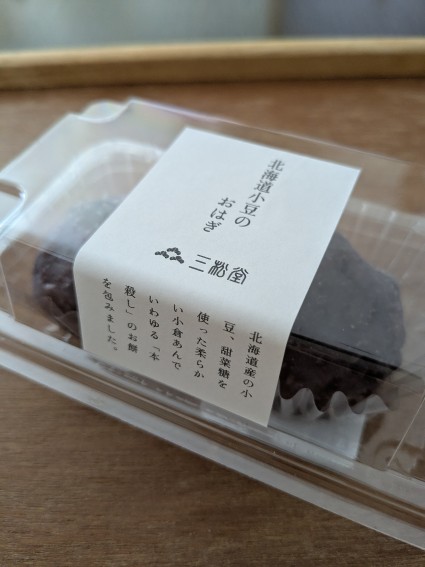 北海道小豆の
おはぎ
三松堂
北海道産の小
豆、甜菜糖を
使った柔らか
い小倉あんで
いわゆる「本
殺し」のお餅
を包みました。